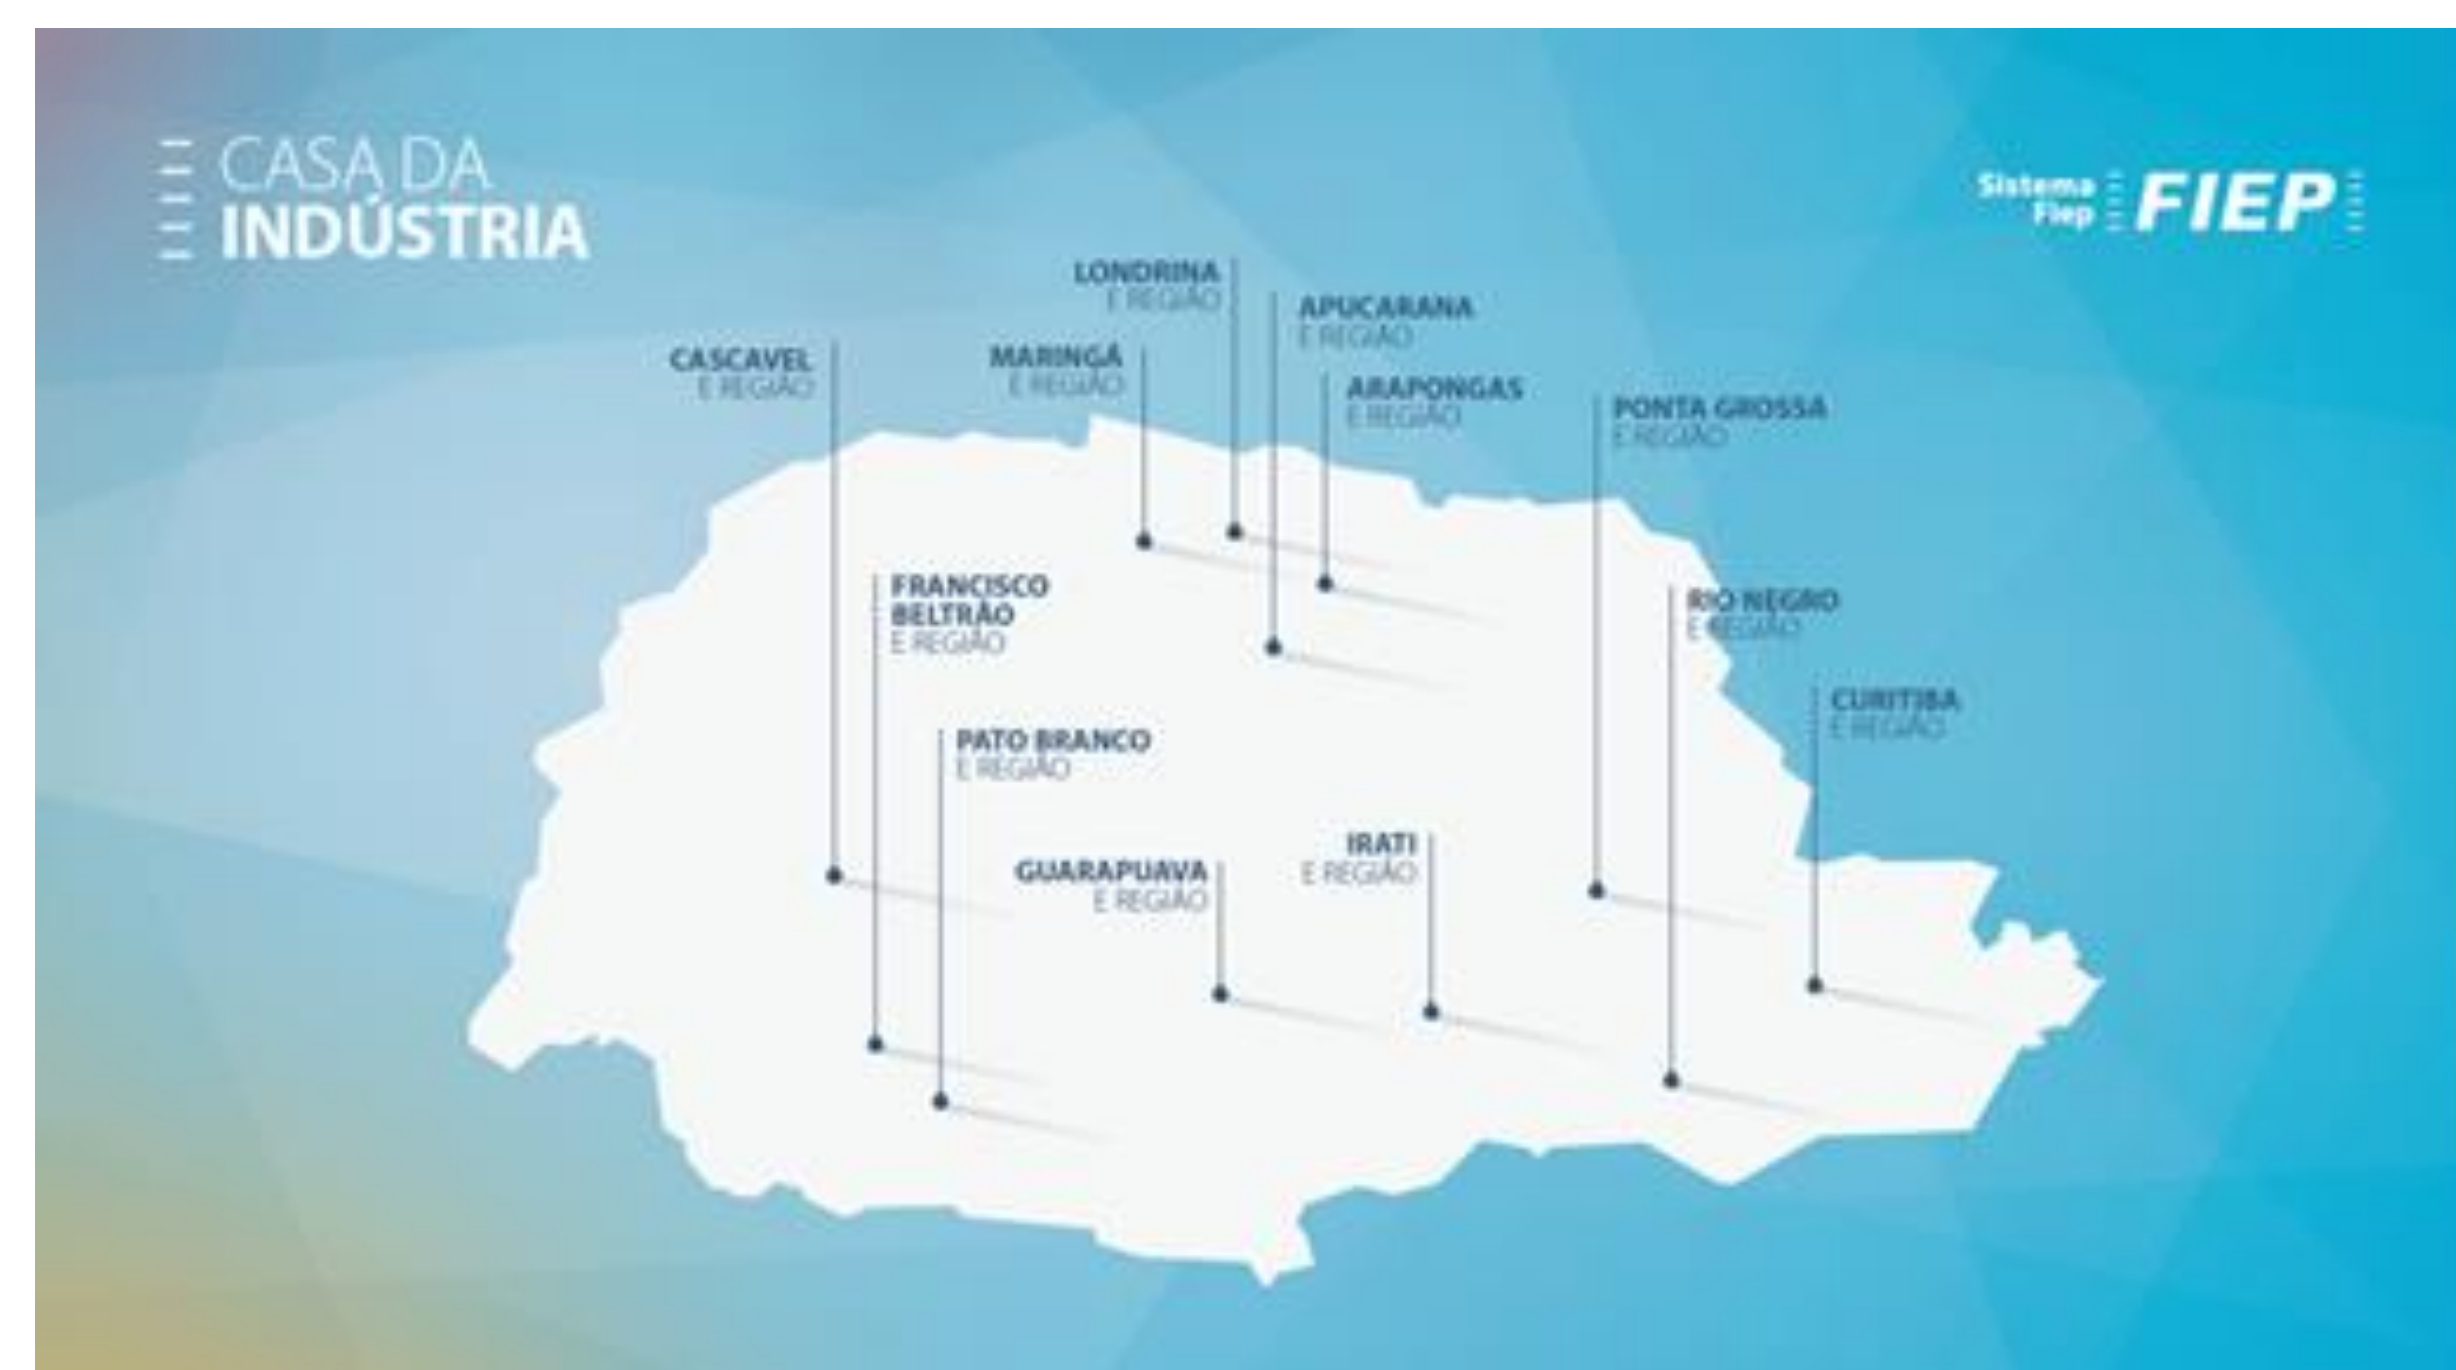 CASA DA
INDÚSTRIA
Sistema
Fiep
FIEP
LONDRINA
E REGIÃO
APUCARANA
E REGIÃO
CASCAVEL
E REGIÃO
MARINGÁ
E REGIÃO
ARAPONGAS
E REGIÃO
PONTA GROSSA
E REGIÃO
FRANCISCO
BELTRÃO
E REGIÃO
RIO NEGRO
E REGIÃO
CURITIBA
E REGIÃO
PATO BRANCO
E REGIÃO
IRATI
E REGIÃO
GUARAPUAVA
E REGIÃO